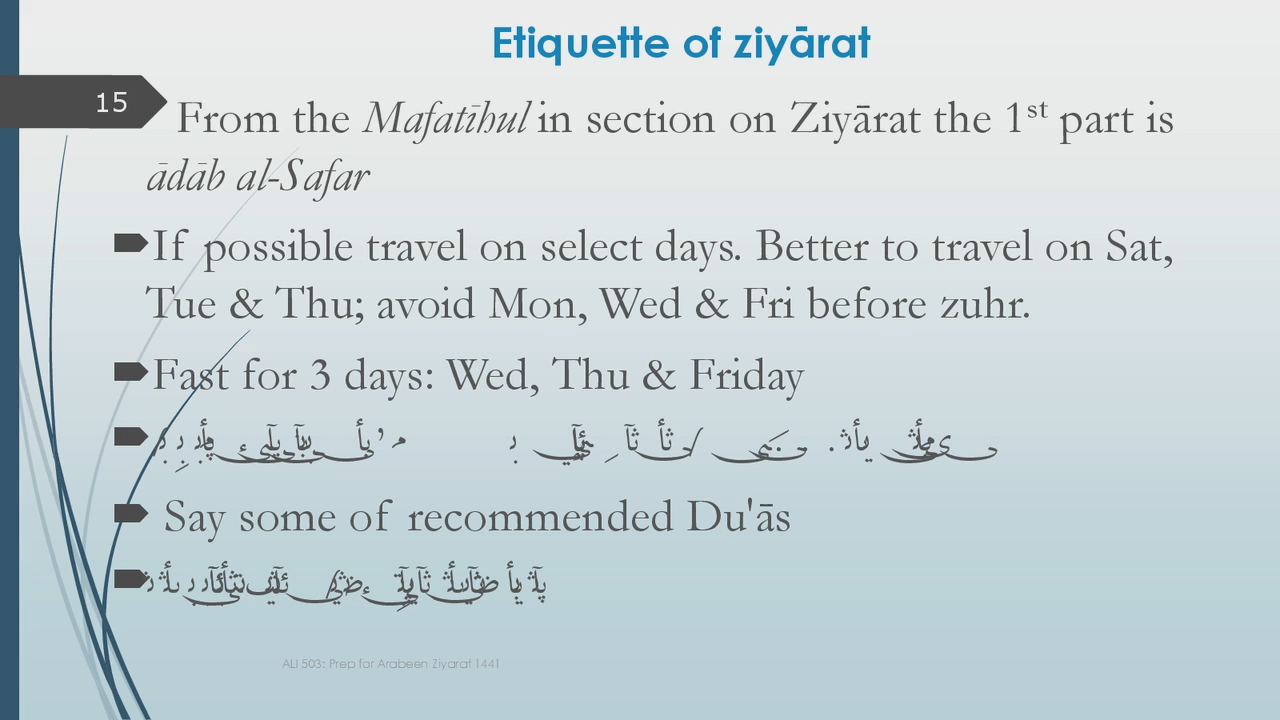 Etiquette of ziyārat
15
From the Mafatīhul in section on Ziyārat the 1st part is
ādāb al-Safar
If possible travel on select days. Better to travel on Sat,
Tue & Thu; avoid Mon, Wed & Fri before zuhr.
Fast for 3 days: Wed, Thu & Friday
Say some of recommended Du'ās
ALI 503: Prep for Arabeen Ziyarat 1441